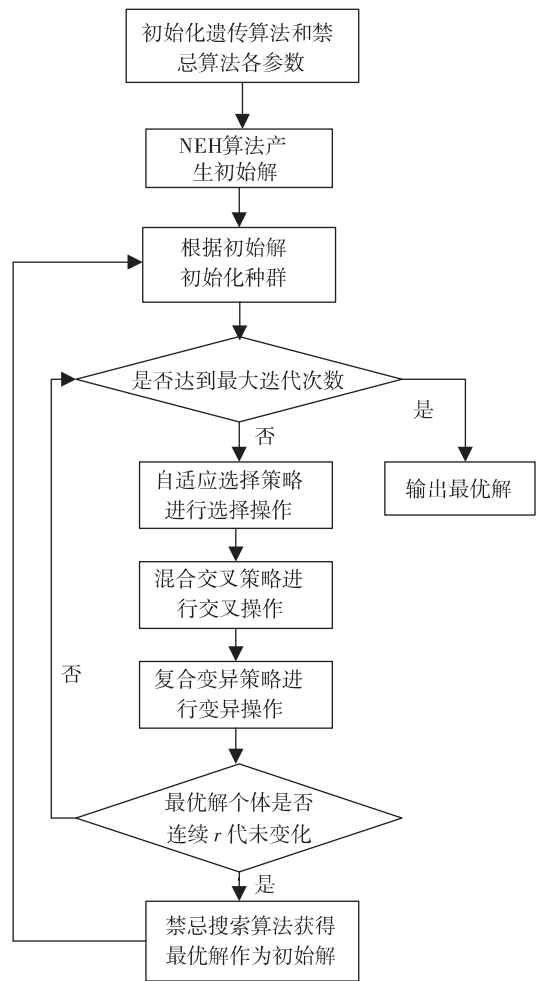 初始化遗传算法和禁
忌算法各参数
NEH算法产
生初始解
根据初始解
初始化种群
是否达到最大迭代次数
是
否
自适应选择策略
进行选择操作
输出最优解
混合交叉策略进
行交叉操作
复合变异策略进
行变异操作
否
最优解个体是否
连续 r 代未变化
是
禁忌搜索算法获得
最优解作为初始解